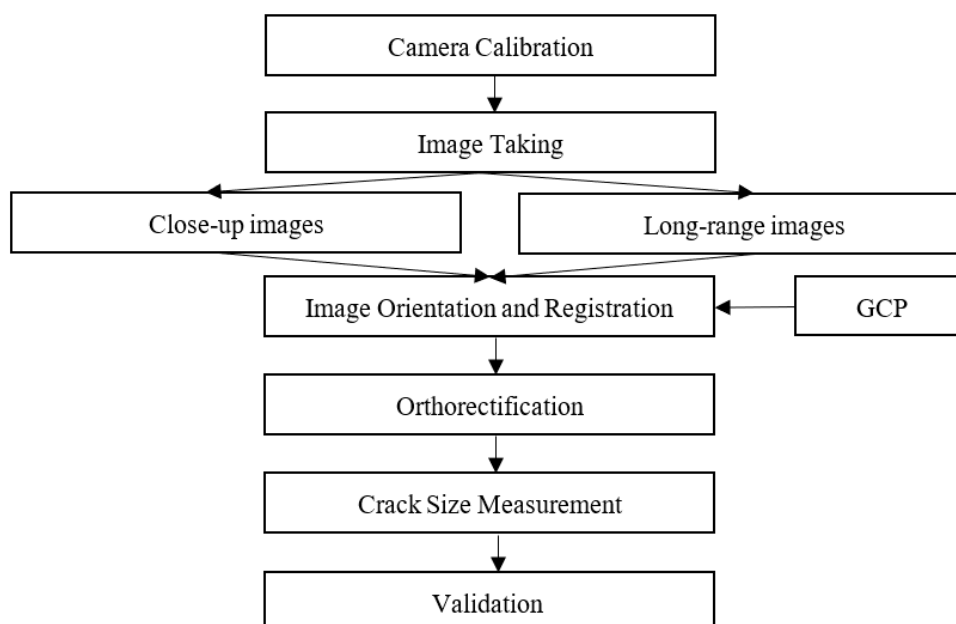 Camera Calibration
Image Taking
Close-up images
Long-range images
Image Orientation and Registration
GCP
Orthorectification
Crack Size Measurement
Validation